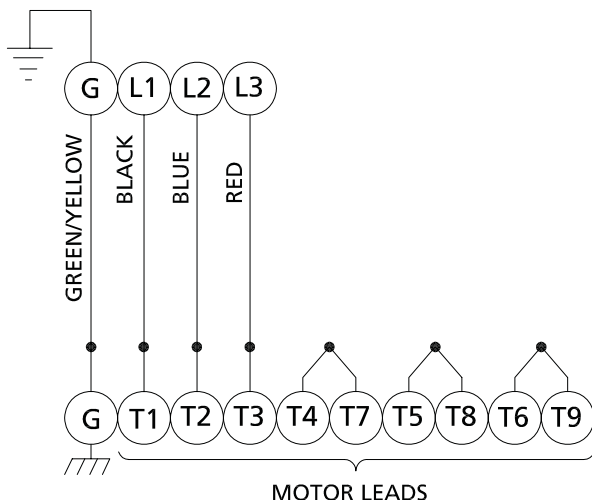 G L1 L2 L3
GREEN/YELLOW
BLACK
BLUE
RED
G T1 T2 T3 T4 T7 T5 T8 T6 T9
MOTOR LEADS